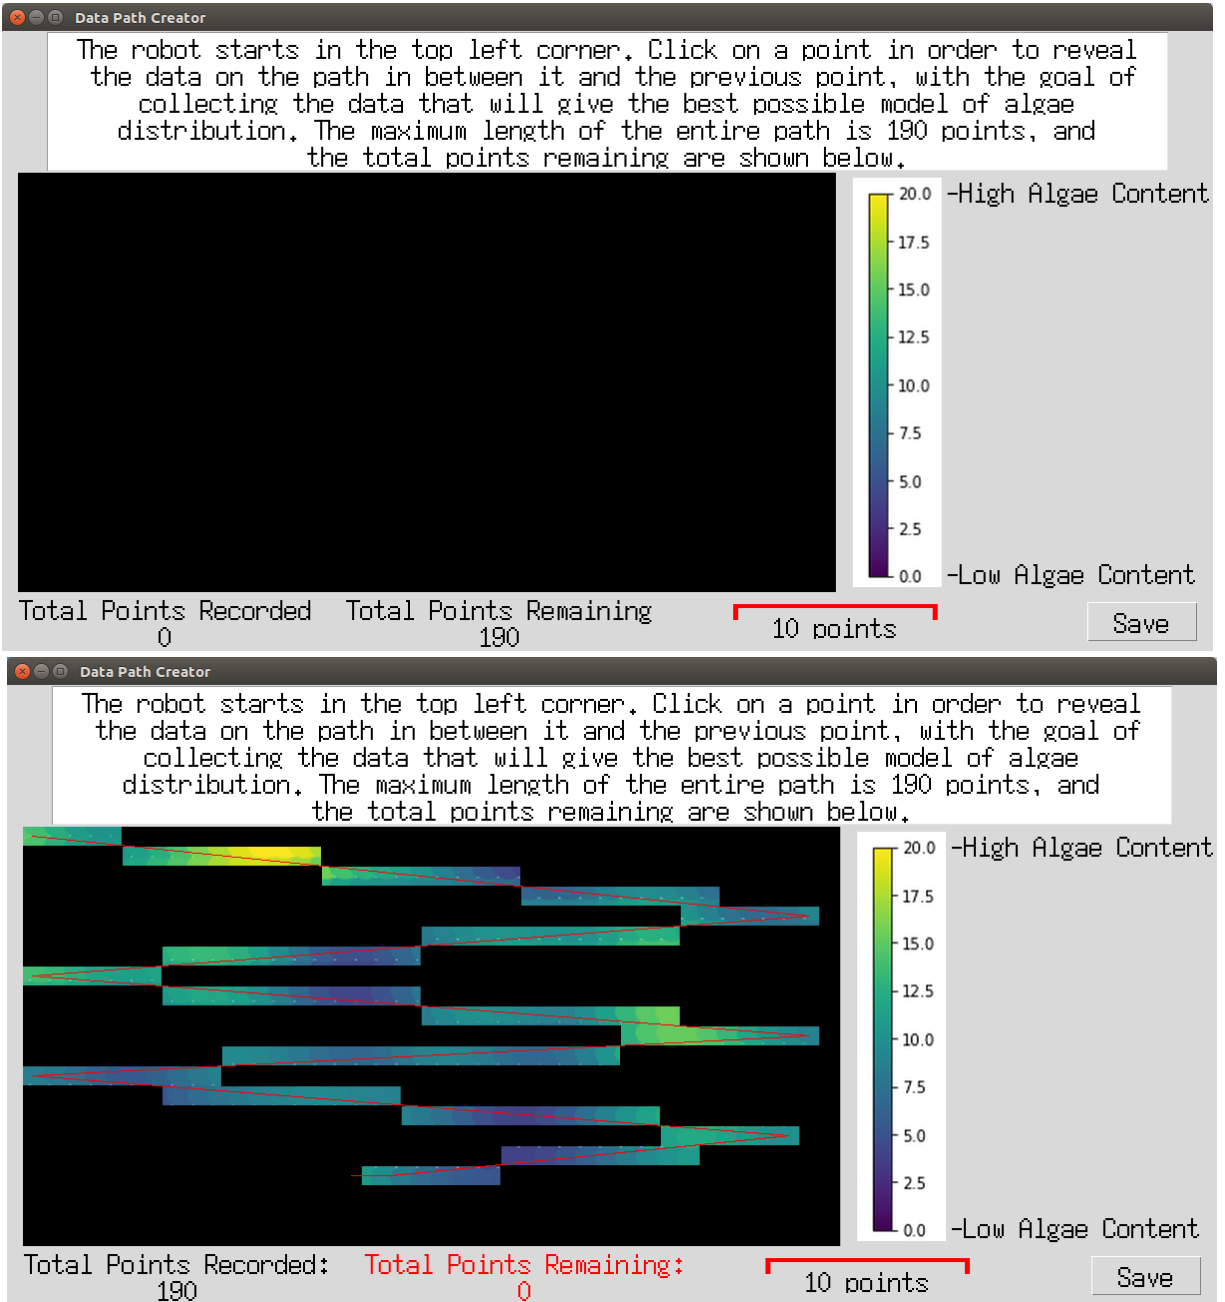 Data Path Creator
The robot starts in the top left corner. Click on a point in order to reveal
the data on the path in between it and the previous point, with the goal of
collecting the data that will give the best possible model of algae
distribution. The maximum length of the entire path is 190 points, and
the total points remaining are shown below.
20.0 -High Algae Content
17.5
15.0
12.5
10.0
7.5
5.0
2.5
0.0 -Low Algae Content
Total Points Recorded Total Points Remaining
0 190 10 points Save
Data Path Creator
The robot starts in the top left corner. Click on a point in order to reveal
the data on the path in between it and the previous point, with the goal of
collecting the data that will give the best possible model of algae
distribution. The maximum length of the entire path is 190 points, and
the total points remaining are shown below.
20.0 -High Algae Content
17.5
15.0
12.5
10.0
7.5
5.0
2.5
0.0 -Low Algae Content
Total Points Recorded: Total Points Remaining:
190 0 10 points Save